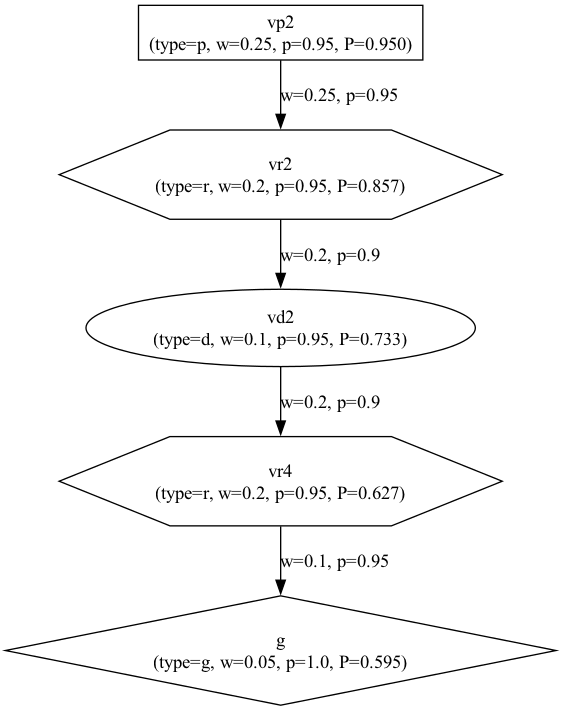 vp2
(type=p, w=0.25, p=0.95, P=0.950)
w=0.25, p=0.95
vr2
(type=r, w=0.2, p=0.95, P=0.857)
w=0.2, p=0.9
vd2
(type=d, w=0.1, p=0.95, P=0.733)
w=0.2, p=0.9
vr4
(type=r, w=0.2, p=0.95, P=0.627)
w=0.1, p=0.95
g
(type=g, w=0.05, p=1.0, P=0.595)